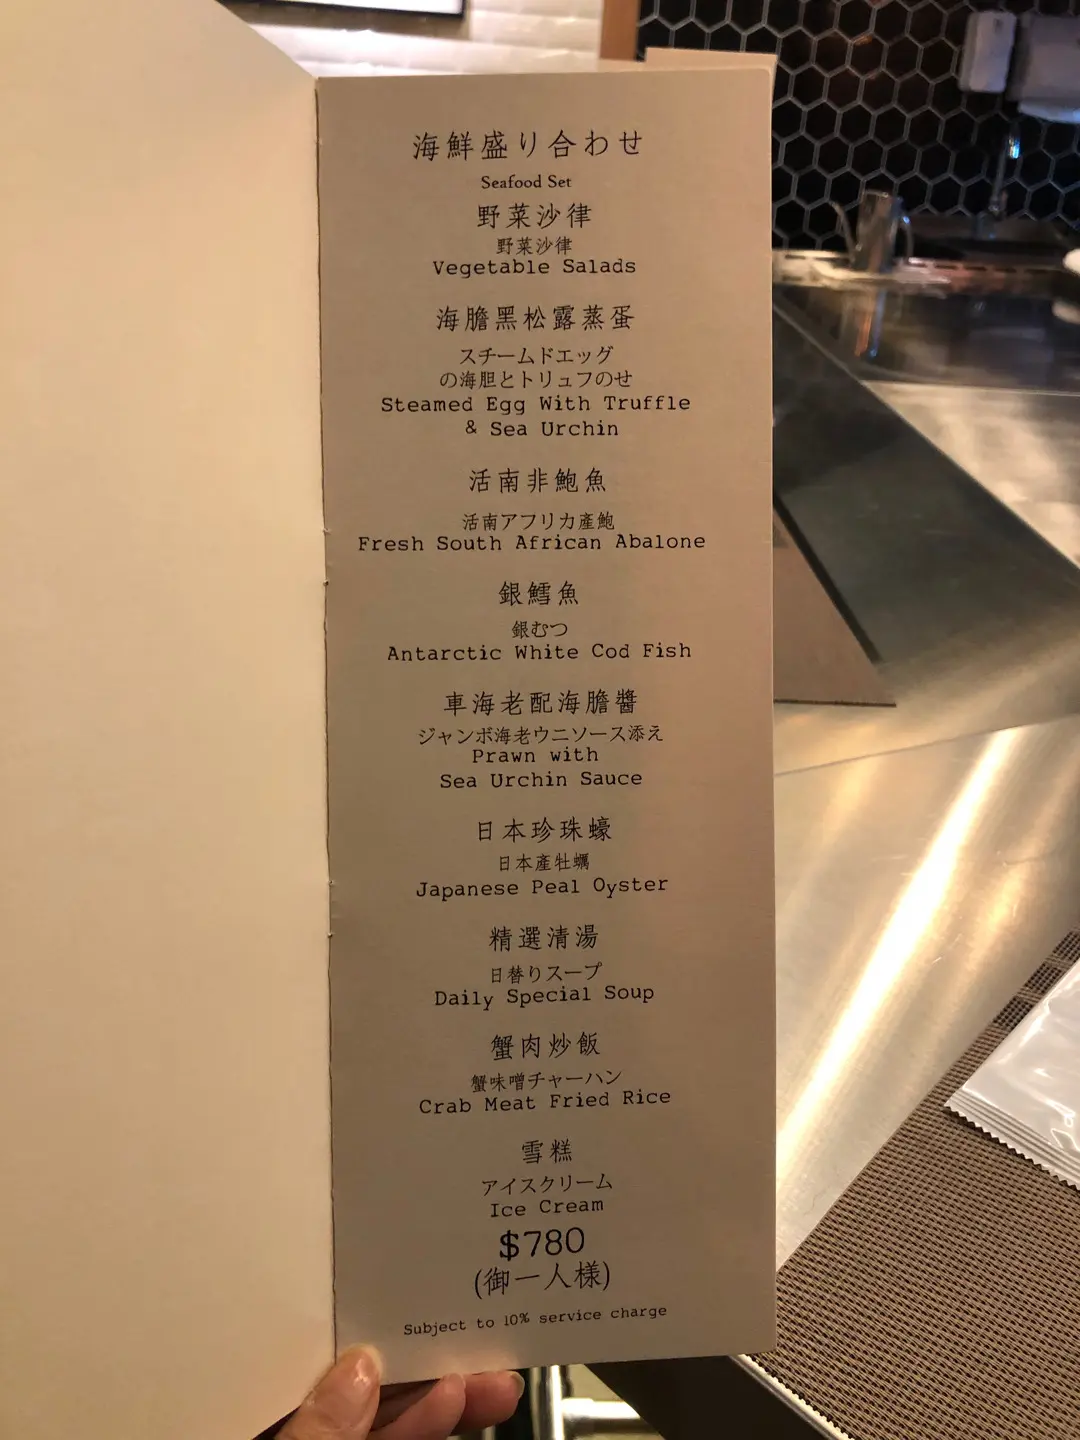 海鮮盛り合わせ
Seafood Set
野菜沙律
野菜沙律
Vegetable Salads
海膽黑松露蒸蛋
スチームドエッグ
の海胆とトリュフのせ
Steamed Egg With Truffle
& Sea Urchin
活南非鮑魚
活南アフリカ產鮑
Fresh South African Abalone
銀鱈魚
銀むつ
Antarctic White Cod Fish
車海老配海膽醬
ジャンボ海老ウニソース添え
Prawn with
Sea Urchin Sauce
日本珍珠蠔
日本產牡蠣
Japanese Peal Oyster
精選清湯
日替りスープ
Daily Special Soup
蟹肉炒飯
蟹味噌チャーハン
Crab Meat Fried Rice
雪糕
アイスクリーム
Ice Cream
$780
(御一人様)
Subject to 10% service charge